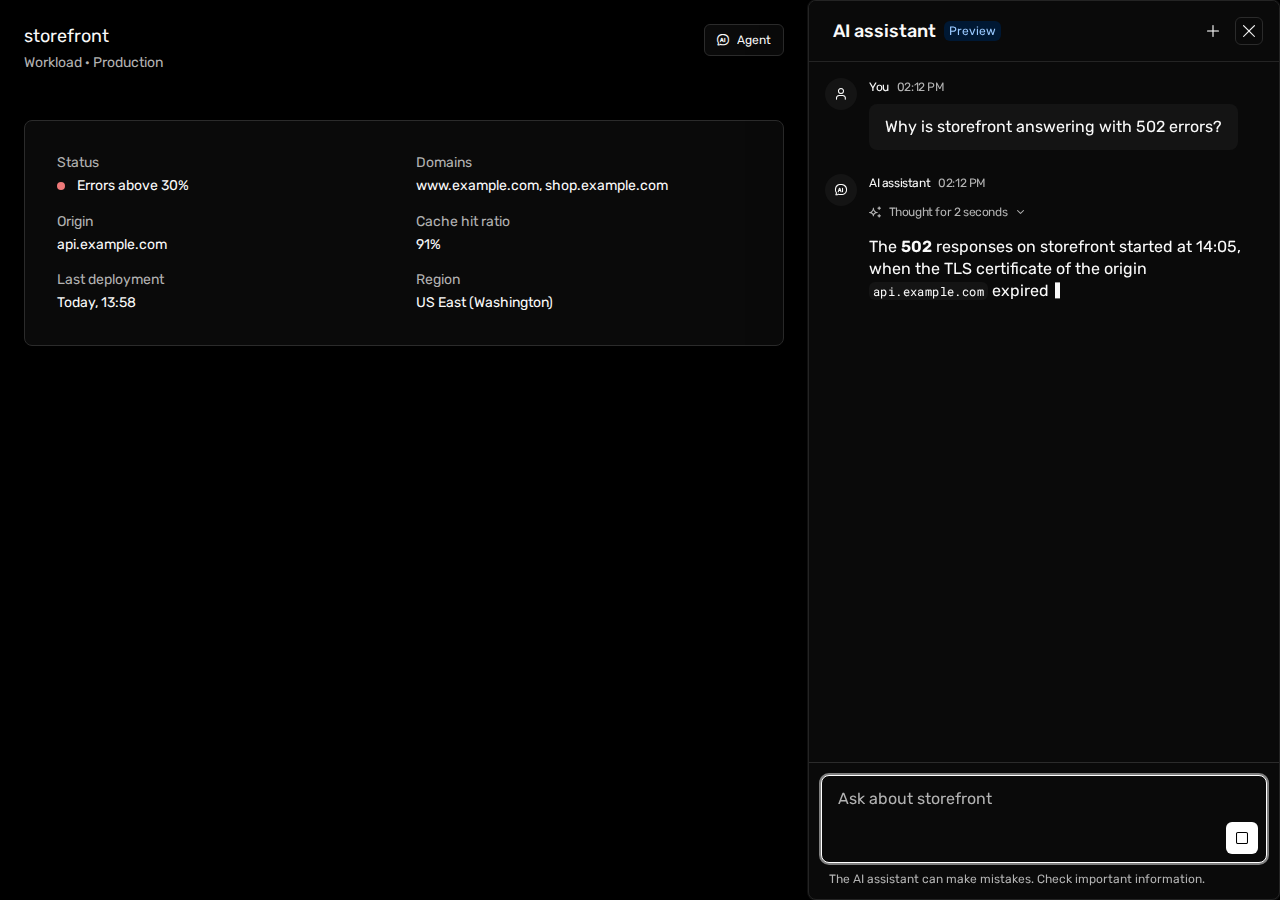 storefront
Workload • Production
Agent
Status
Errors above 30%
Domains
www.example.com, shop.example.com
Origin
api.example.com
Cache hit ratio
91%
Last deployment
Today, 13:58
Region
US East (Washington)
AI assistant Preview
You 02:12 PM
Why is storefront answering with 502 errors?
AI assistant 02:12 PM
Thought for 2 seconds
The 502 responses on storefront started at 14:05,
when the TLS certificate of the origin
api.example.com expired
Ask about storefront
The AI assistant can make mistakes. Check important information.